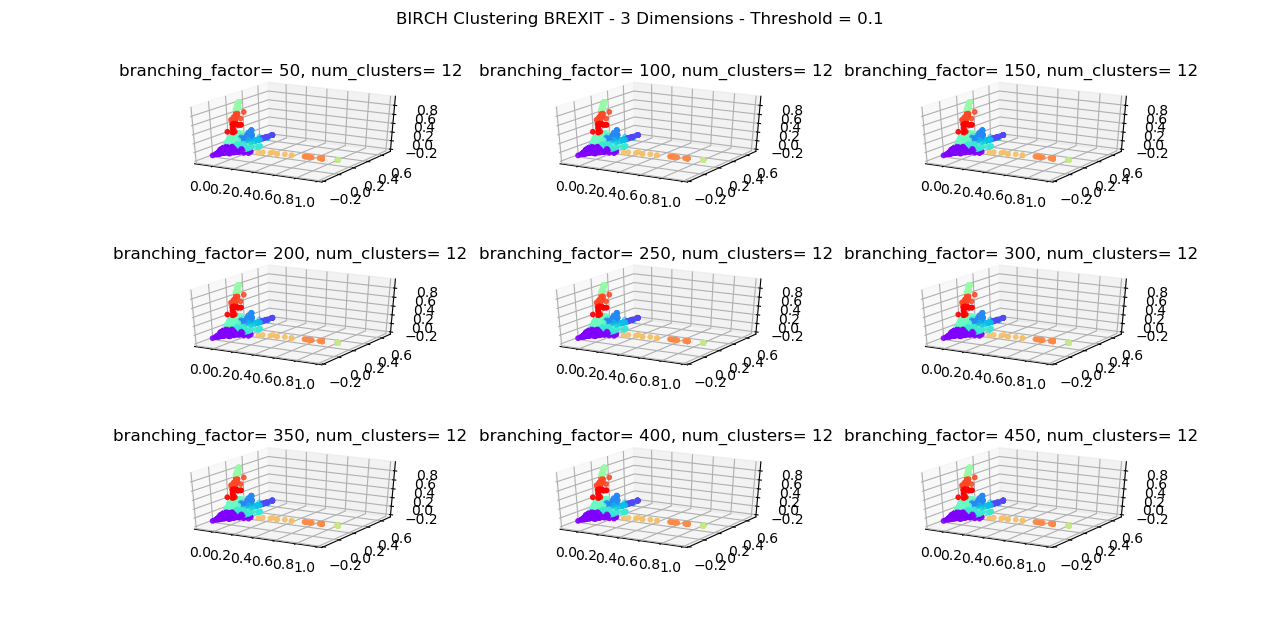 BIRCH Clustering BREXIT - 3 Dimensions - Threshold = 0.1
branching_factor= 50, num_clusters= 12
0.8
0.6
0.4
0.2
0.0
−0.2
0.0 0.2 0.4 0.6 0.8 1.0
−0.2 0.0 0.2 0.4 0.6
branching_factor= 100, num_clusters= 12
0.8
0.6
0.4
0.2
0.0
−0.2
0.0 0.2 0.4 0.6 0.8 1.0
−0.2 0.0 0.2 0.4 0.6
branching_factor= 150, num_clusters= 12
0.8
0.6
0.4
0.2
0.0
−0.2
0.0 0.2 0.4 0.6 0.8 1.0
−0.2 0.0 0.2 0.4 0.6
branching_factor= 200, num_clusters= 12
0.8
0.6
0.4
0.2
0.0
−0.2
0.0 0.2 0.4 0.6 0.8 1.0
−0.2 0.0 0.2 0.4 0.6
branching_factor= 250, num_clusters= 12
0.8
0.6
0.4
0.2
0.0
−0.2
0.0 0.2 0.4 0.6 0.8 1.0
−0.2 0.0 0.2 0.4 0.6
branching_factor= 300, num_clusters= 12
0.8
0.6
0.4
0.2
0.0
−0.2
0.0 0.2 0.4 0.6 0.8 1.0
−0.2 0.0 0.2 0.4 0.6
branching_factor= 350, num_clusters= 12
0.8
0.6
0.4
0.2
0.0
−0.2
0.0 0.2 0.4 0.6 0.8 1.0
−0.2 0.0 0.2 0.4 0.6
branching_factor= 400, num_clusters= 12
0.8
0.6
0.4
0.2
0.0
−0.2
0.0 0.2 0.4 0.6 0.8 1.0
−0.2 0.0 0.2 0.4 0.6
branching_factor= 450, num_clusters= 12
0.8
0.6
0.4
0.2
0.0
−0.2
0.0 0.2 0.4 0.6 0.8 1.0
−0.2 0.0 0.2 0.4 0.6